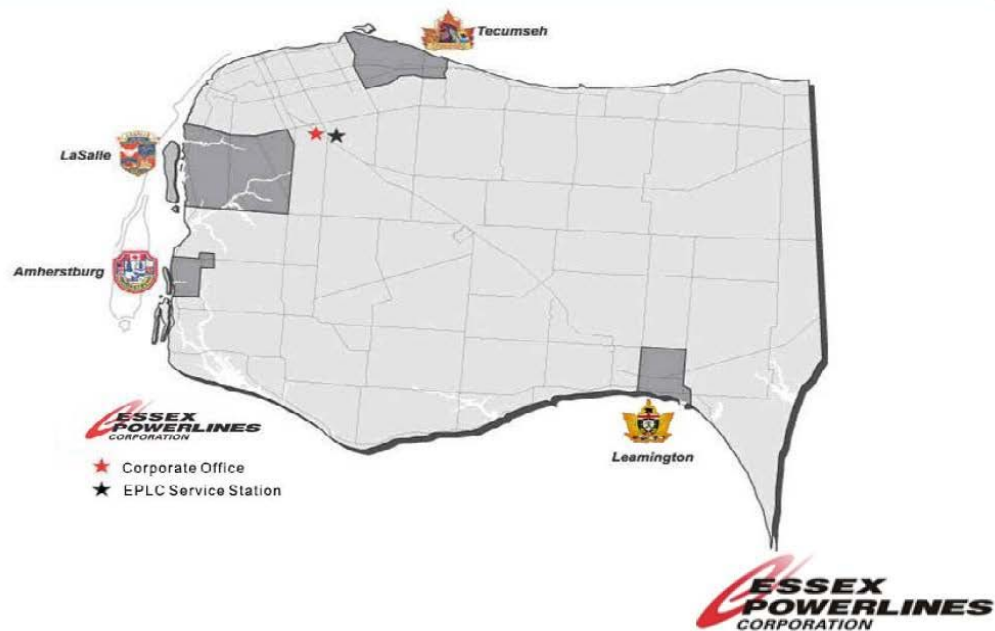 Tecumseh
LaSalle
Amherstburg
ESSEX
POWERLINES
CORPORATION
Corporate Office
EPLC Service Station
Leamington
ESSEX
POWERLINES
CORPORATION